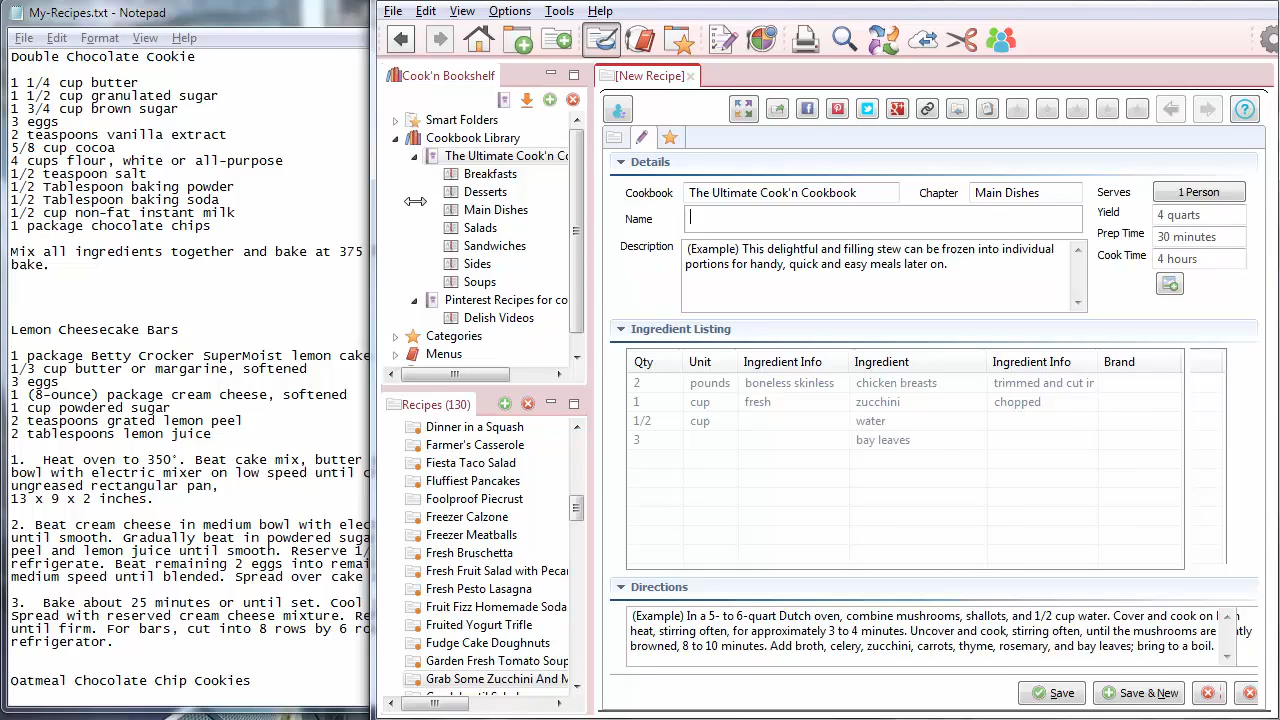 My-Recipes.txt - Notepad
File Edit Format View Help
Double Chocolate Cookie
1 1/4 cup butter
1 1/2 cup granulated sugar
1 3/4 cup brown sugar
3 eggs
2 teaspoons vanilla extract
5/8 cup cocoa
4 cups flour, white or all-purpose
1/2 teaspoon salt
1/2 Tablespoon baking powder
1/2 Tablespoon baking soda
1/2 cup non-fat instant milk
1 package chocolate chips
Mix all ingredients together and bake at 375
bake.
Lemon Cheesecake Bars
1 package Betty Crocker SuperMoist lemon cake
1/3 cup butter or margarine, softened
3 eggs
1 (8-ounce) package cream cheese, softened
1 cup powdered sugar
2 teaspoons grated lemon peel
2 tablespoons lemon juice
1. Heat oven to 350°. Beat cake mix, butter
bowl with electric mixer on low speed until c
ungreased rectangular pan,
13 x 9 x 2 inches.
2. Beat cream cheese in medium bowl with elec
until smooth. Gradually beat in powdered suga
peel and lemon juice until smooth. Reserve 1/
refrigerate. Beat remaining 2 eggs into remai
medium speed until blended. Spread over cake
3. Bake about 25 minutes or until set. Cool
Spread with reserved cream cheese mixture. Re
until firm. For bars, cut into 8 rows by 6 ro
refrigerator.
Oatmeal Chocolate Chip Cookies
File Edit View Options Tools Help
Cook'n Bookshelf
Smart Folders
Cookbook Library
The Ultimate Cook'n Co
Breakfasts
Desserts
Main Dishes
Salads
Sandwiches
Sides
Soups
Pinterest Recipes for co
Delish Videos
Categories
Menus
Recipes (130)
Dinner in a Squash
Farmer's Casserole
Fiesta Taco Salad
Fluffiest Pancakes
Foolproof Piecrust
Freezer Calzone
Freezer Meatballs
Fresh Bruschetta
Fresh Fruit Salad with Pecar
Fresh Pesto Lasagna
Fruit Fizz Homemade Soda
Fruited Yogurt Trifle
Fudge Cake Doughnuts
Garden Fresh Tomato Soup
Grab Some Zucchini And M
[New Recipe]
Details
Cookbook The Ultimate Cook'n Cookbook Chapter Main Dishes Serves 1 Person
Name Yield 4 quarts
Prep Time 30 minutes
Description (Example) This delightful and filling stew can be frozen into individual Cook Time 4 hours
portions for handy, quick and easy meals later on.
Ingredient Listing
Qty Unit Ingredient Info Ingredient Ingredient Info Brand
2 pounds boneless skinless chicken breasts trimmed and cut ir
1 cup fresh zucchini chopped
1/2 cup water
3 bay leaves
Directions
(Example) In a 5- to 6-quart Dutch oven, combine mushrooms, shallots, and 1/2 cup water. Cover and cook on
heat, stirring often, for approximately 3 to 4 minutes. Uncover and cook, stirring often, until the mushrooms are
browned, 8 to 10 minutes. Add broth, celery, zucchini, carrots, thyme, rosemary, and bay leaves; bring to a boil.
Save Save & New